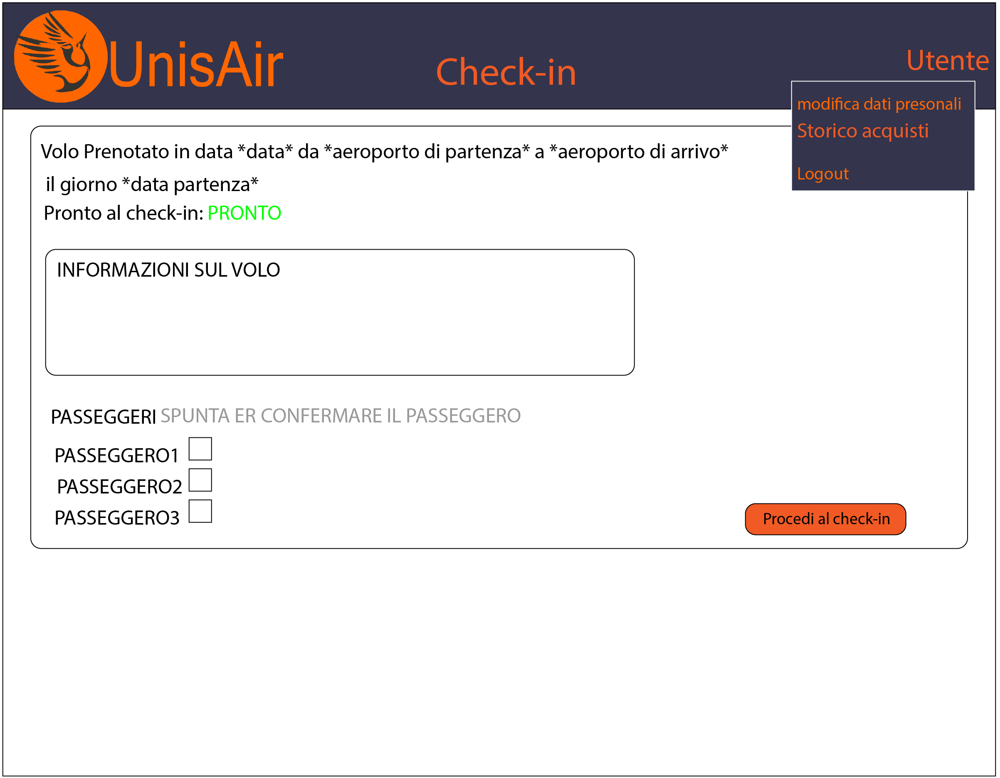 UnisAir
Check-in
Utente
modifica dati presonali
Storico acquisti
Logout
Volo Prenotato in data *data* da *aeroporto di partenza* a *aeroporto di arrivo*
il giorno *data partenza*
Pronto al check-in: PRONTO
INFORMAZIONI SUL VOLO
PASSEGGERI SPUNTA ER CONFERMARE IL PASSEGGERO
PASSEGGERO1
PASSEGGERO2
PASSEGGERO3
Procedi al check-in